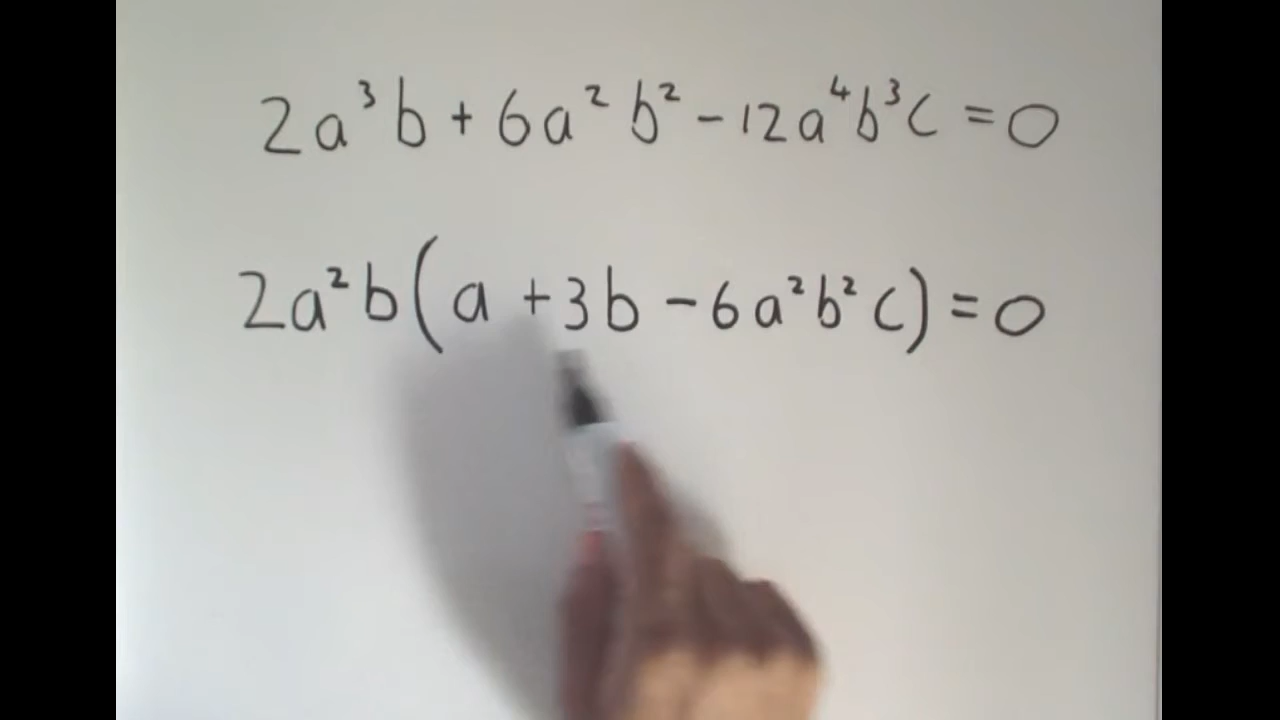 2a³b + 6a²b² - 12a⁴b³c = 0
2a²b(a + 3b - 6a²b²c) = 0